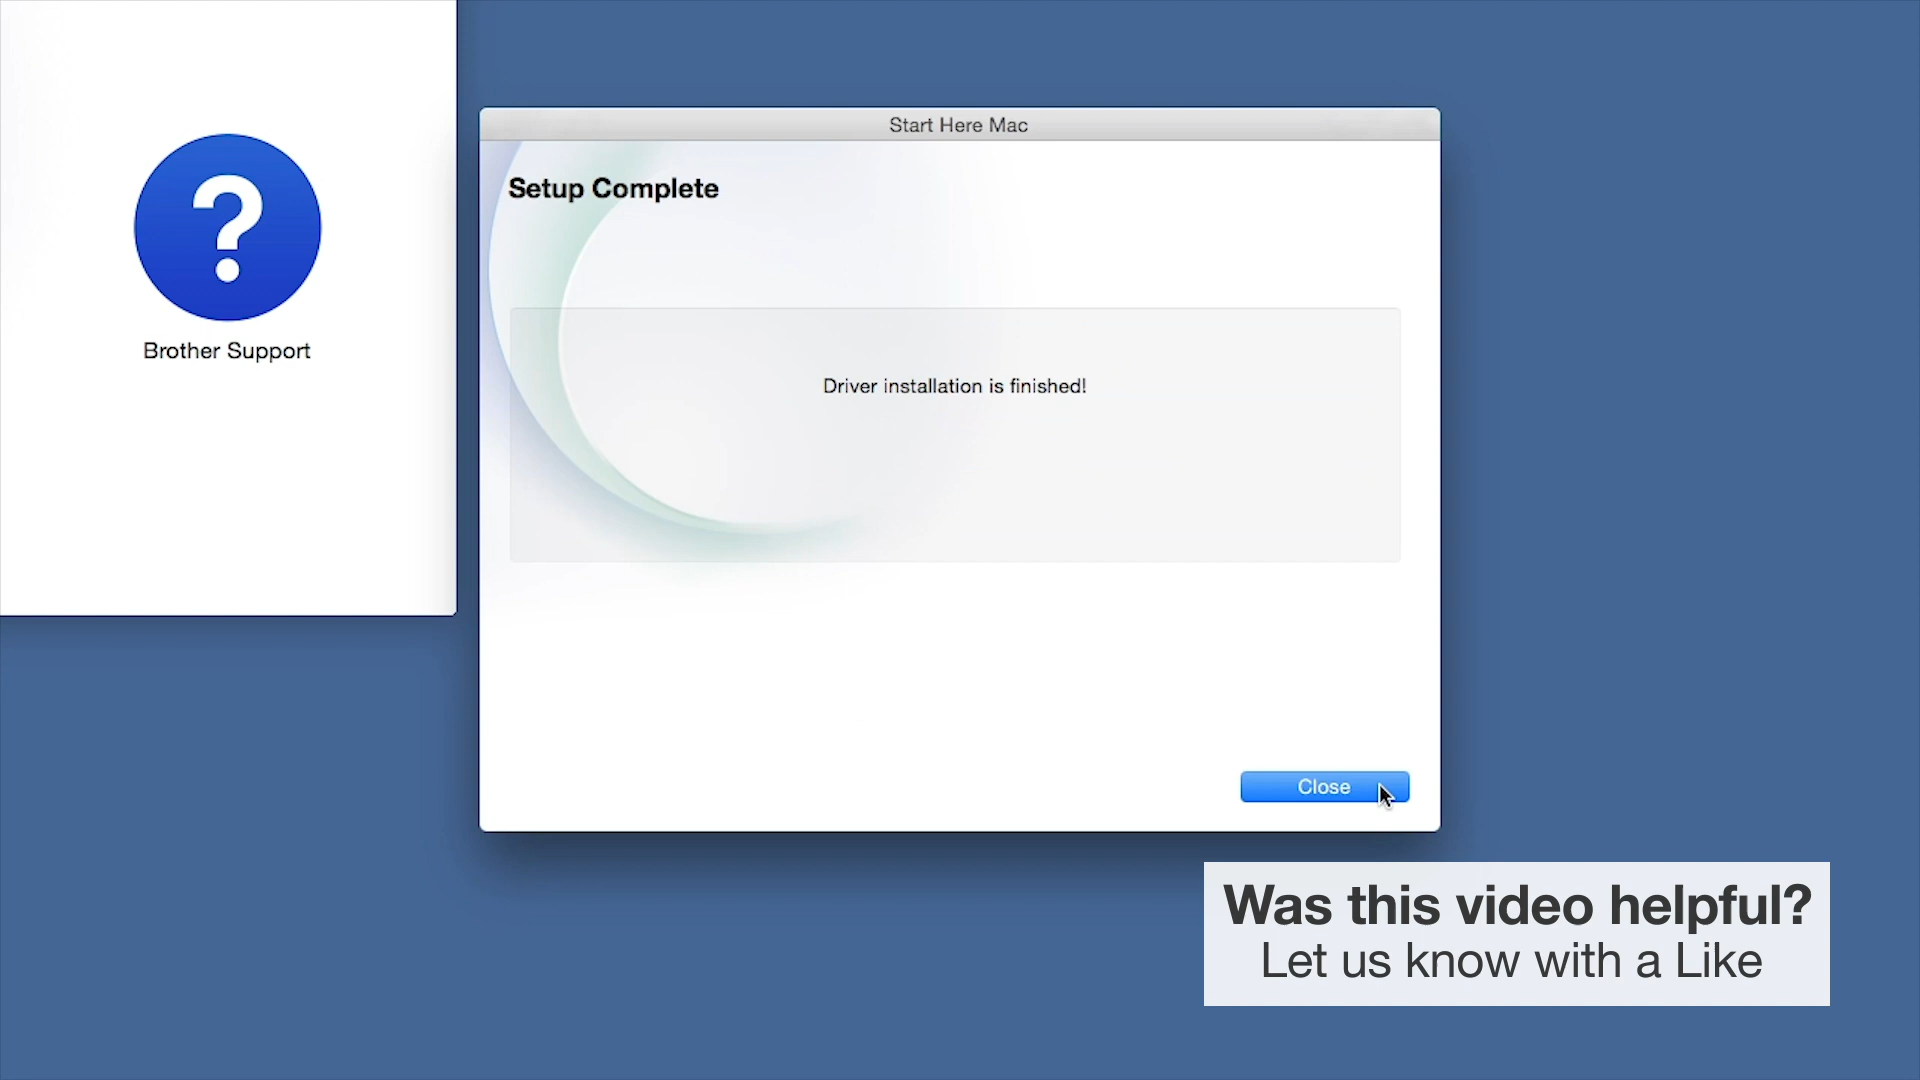 Start Here Mac
Setup Complete
?
Brother Support
Driver installation is finished!
Close
Was this video helpful?
Let us know with a Like